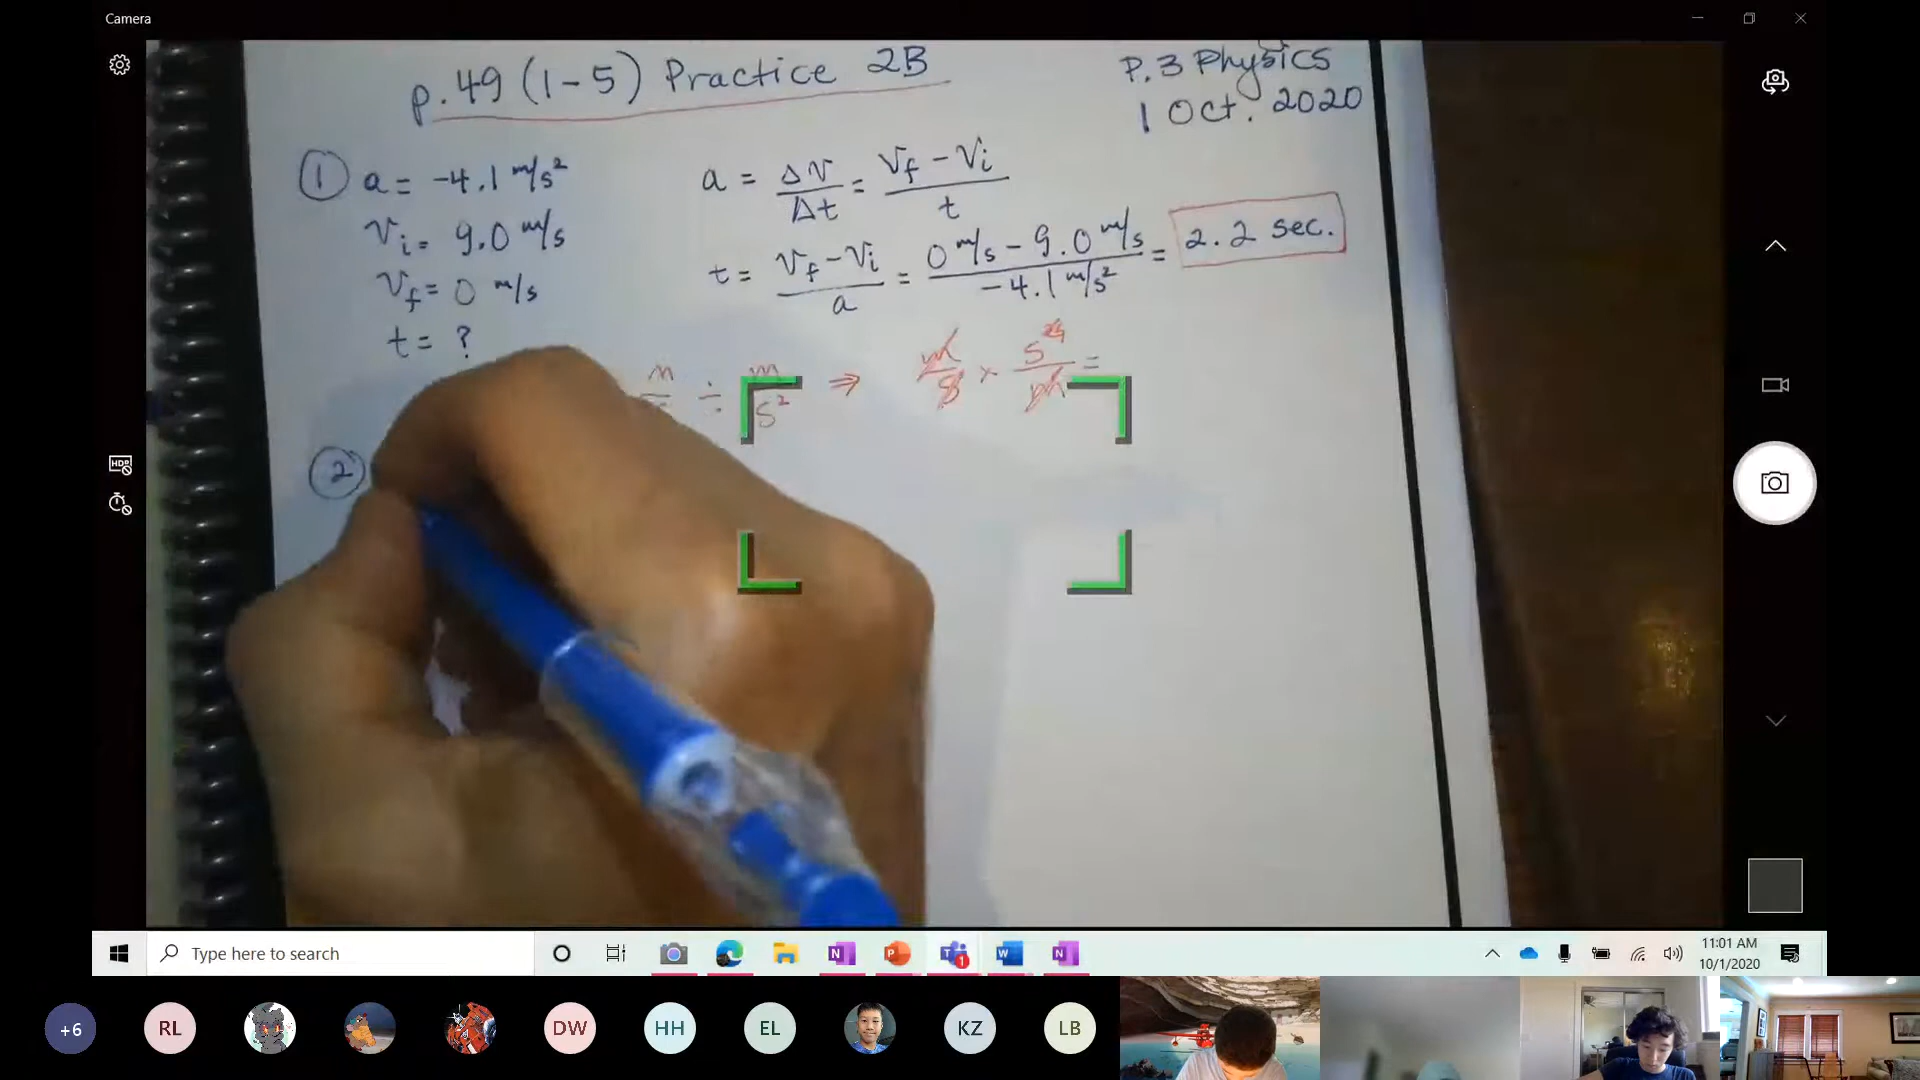 Camera
p.49 (1-5) Practice 2B
P.3 Physics
1 Oct. 2020
① a = -4.1 m/s²
Vi = 9.0 m/s
Vf = 0 m/s
t = ?
a = Δv/Δt = Vf - Vi / t
t = Vf - Vi / a = 0 m/s - 9.0 m/s / -4.1 m/s² = 2.2 sec.
m ÷ m/s² ⇒ m/s × s²/m =
②
Type here to search
11:01 AM
10/1/2020
+6
RL
DW
HH
EL
KZ
LB